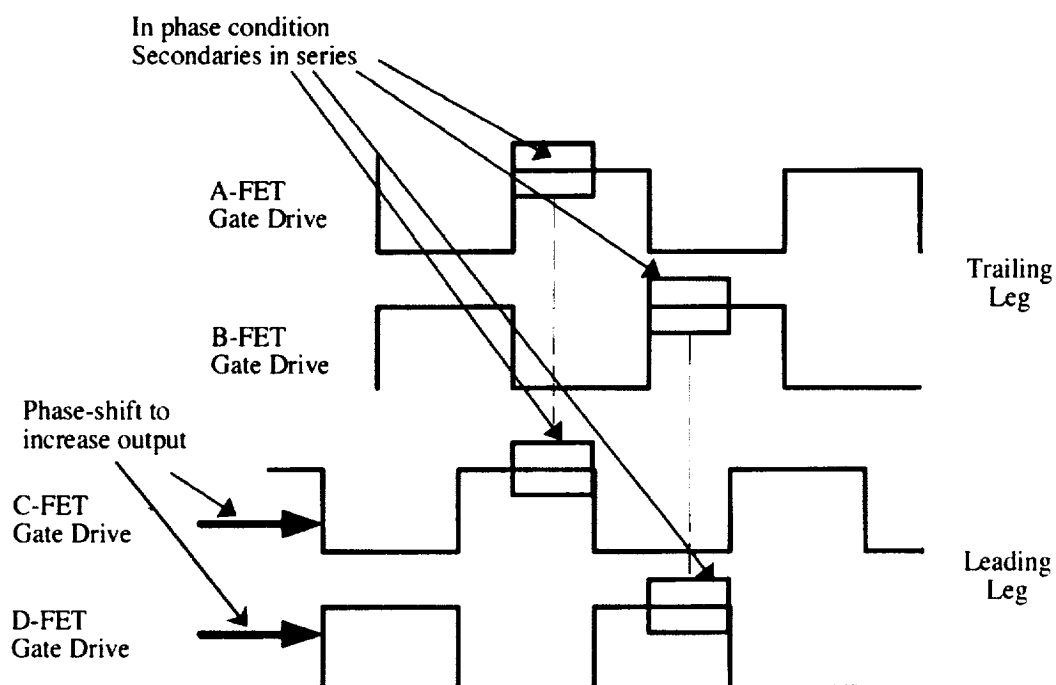 In phase condition
Secondaries in series
A-FET
Gate Drive
Trailing
Leg
B-FET
Gate Drive
Phase-shift to
increase output
C-FET
Gate Drive
Leading
Leg
D-FET
Gate Drive